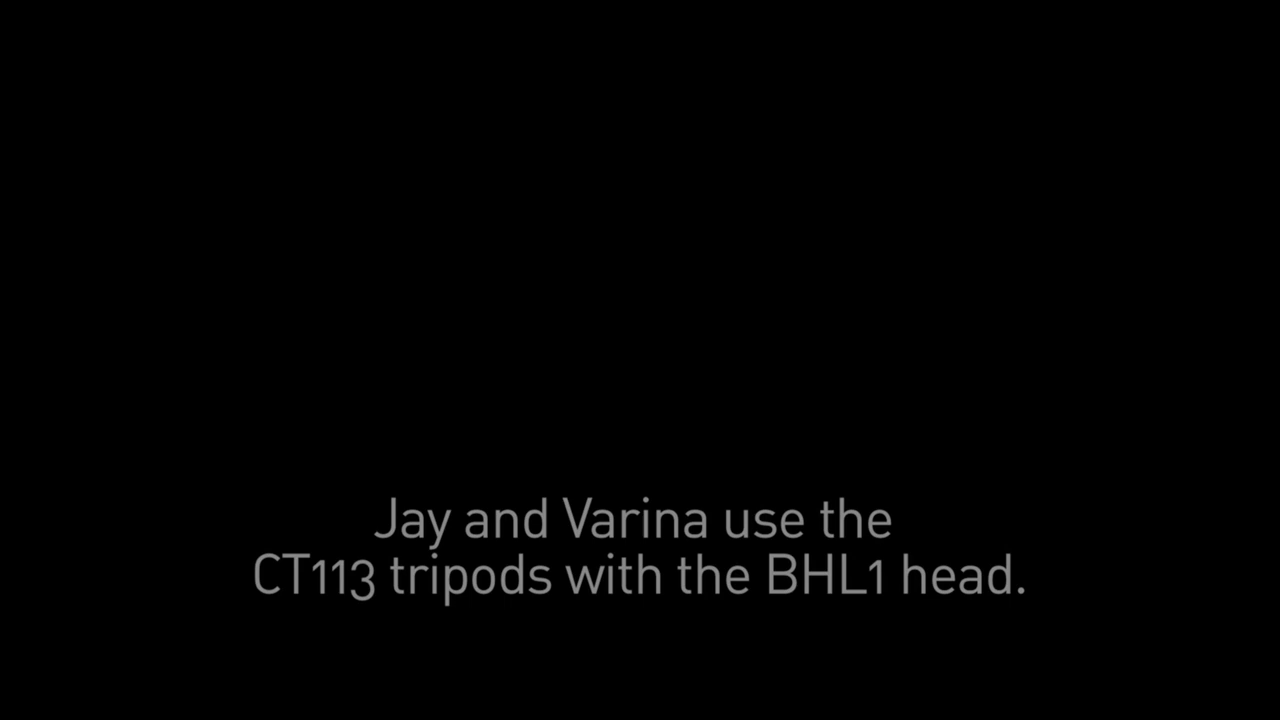 Jay and Varina use the
CT113 tripods with the BHL1 head.